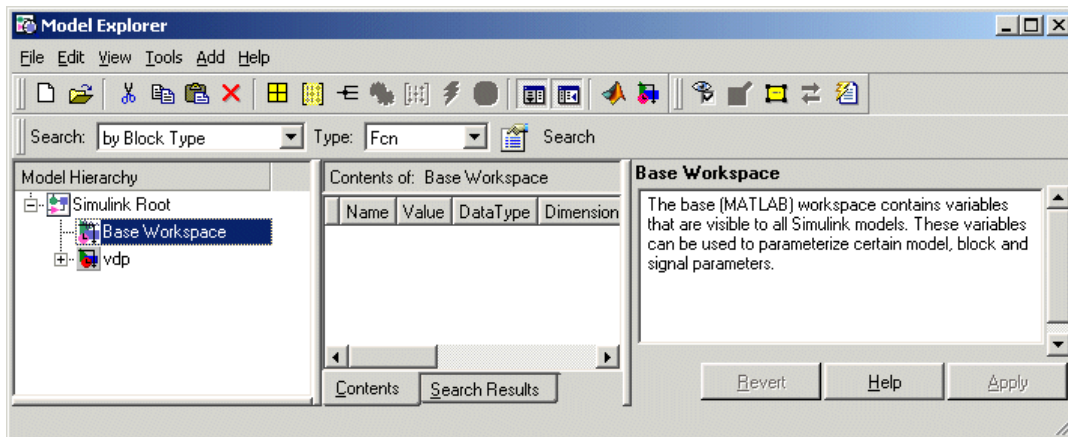 Model Explorer
File Edit View Tools Add Help
Search: by Block Type Type: Fcn Search
Model Hierarchy
Simulink Root
Base Workspace
vdp
Contents of: Base Workspace
Name Value DataType Dimension
Contents Search Results
Base Workspace
The base (MATLAB) workspace contains variables
that are visible to all Simulink models. These variables
can be used to parameterize certain model, block and
signal parameters.
Revert Help Apply